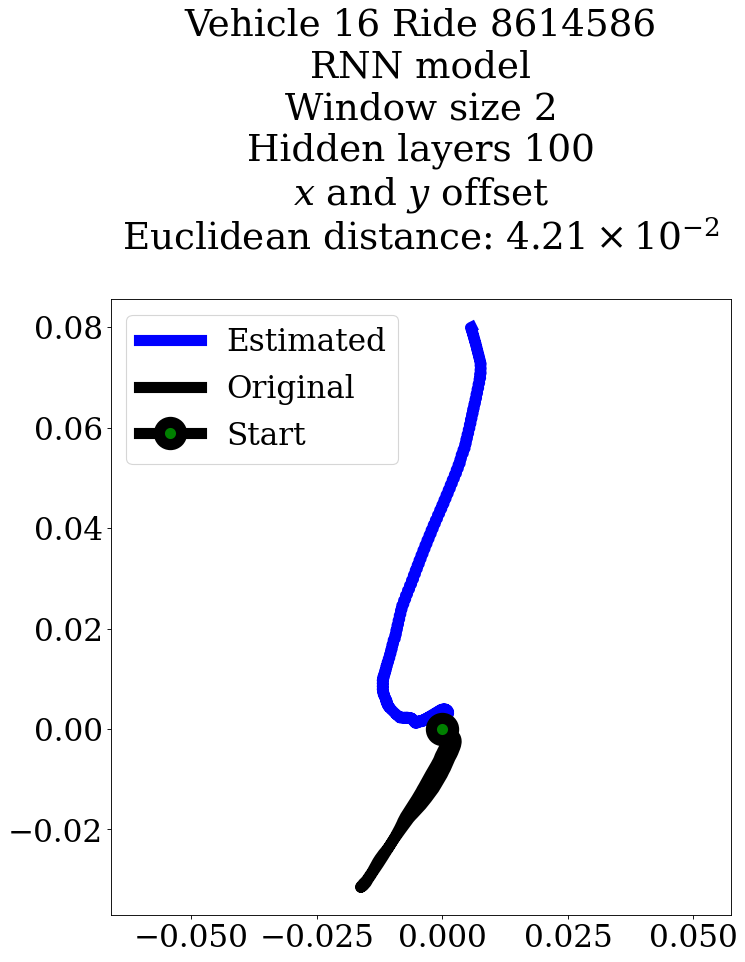 Vehicle 16 Ride 8614586
RNN model
Window size 2
Hidden layers 100
x and y offset
Euclidean distance: 4.21 × 10⁻²
Estimated
Original
Start
0.08
0.06
0.04
0.02
0.00
−0.02
−0.050 −0.025 0.000 0.025 0.050